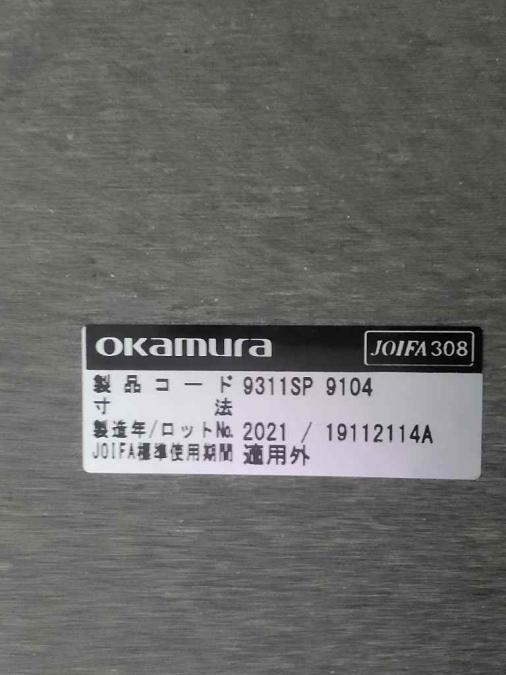 okamura JOIFA308
製品コード 9311SP 9104
寸法
製造年/ロット№ 2021 / 19112114A
JOIFA標準使用期間 適用外